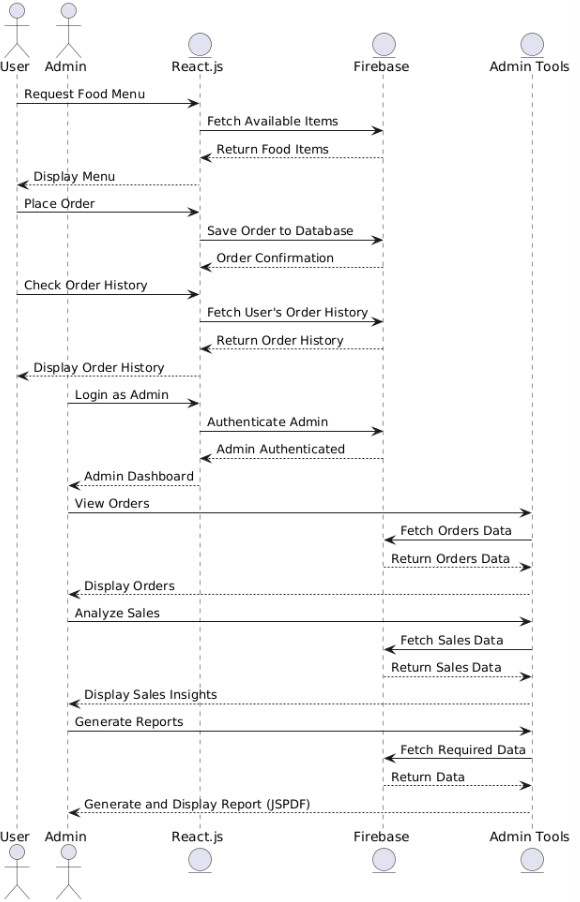 User Admin React.js Firebase Admin Tools
Request Food Menu
Fetch Available Items
Return Food Items
Display Menu
Place Order
Save Order to Database
Order Confirmation
Check Order History
Fetch User's Order History
Return Order History
Display Order History
Login as Admin
Authenticate Admin
Admin Authenticated
Admin Dashboard
View Orders
Fetch Orders Data
Return Orders Data
Display Orders
Analyze Sales
Fetch Sales Data
Return Sales Data
Display Sales Insights
Generate Reports
Fetch Required Data
Return Data
Generate and Display Report (JSPDF)
User Admin React.js Firebase Admin Tools